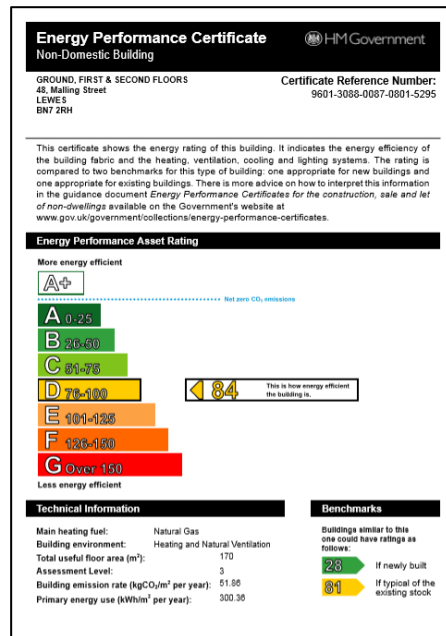 Energy Performance Certificate
HM Government
Non-Domestic Building
GROUND, FIRST & SECOND FLOORS
48, Malling Street
LEWES
BN7 2RH
Certificate Reference Number:
9601-3088-0087-0801-5295
This certificate shows the energy rating of this building. It indicates the energy efficiency of
the building fabric and the heating, ventilation, cooling and lighting systems. The rating is
compared to two benchmarks for this type of building: one appropriate for new buildings and
one appropriate for existing buildings. There is more advice on how to interpret this information
in the guidance document Energy Performance Certificates for the construction, sale and let
of non-dwellings available on the Government's website at
www.gov.uk/government/collections/energy-performance-certificates.
Energy Performance Asset Rating
More energy efficient
A+
Net zero CO₂ emissions
A 0-25
B 26-50
C 51-75
D 76-100
84
This is how energy efficient
the building is.
E 101-125
F 126-150
G Over 150
Less energy efficient
Technical Information
Main heating fuel: Natural Gas
Building environment: Heating and Natural Ventilation
Total useful floor area (m²): 170
Assessment Level: 3
Building emission rate (kgCO₂/m² per year): 51.86
Primary energy use (kWh/m² per year): 300.36
Benchmarks
Buildings similar to this
one could have ratings as
follows:
28 If newly built
81 If typical of the
existing stock